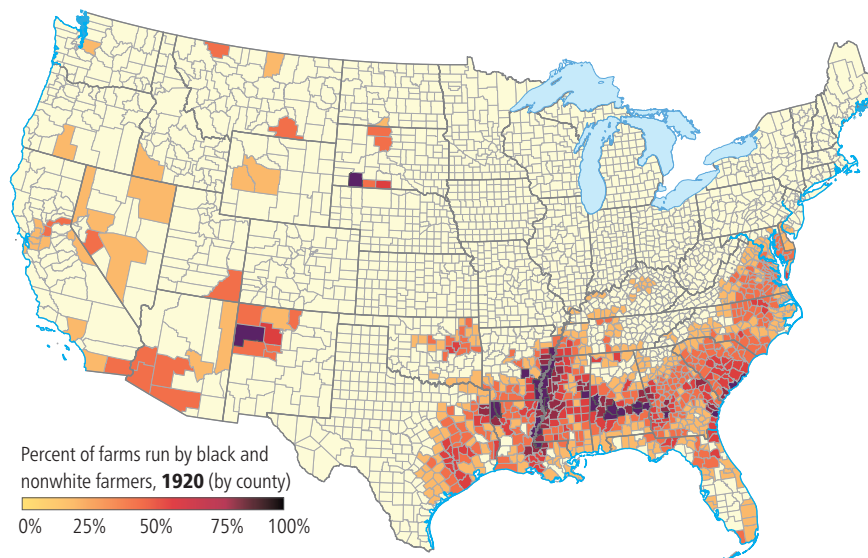 Percent of farms run by black and
nonwhite farmers, 1920 (by county)
0% 25% 50% 75% 100%